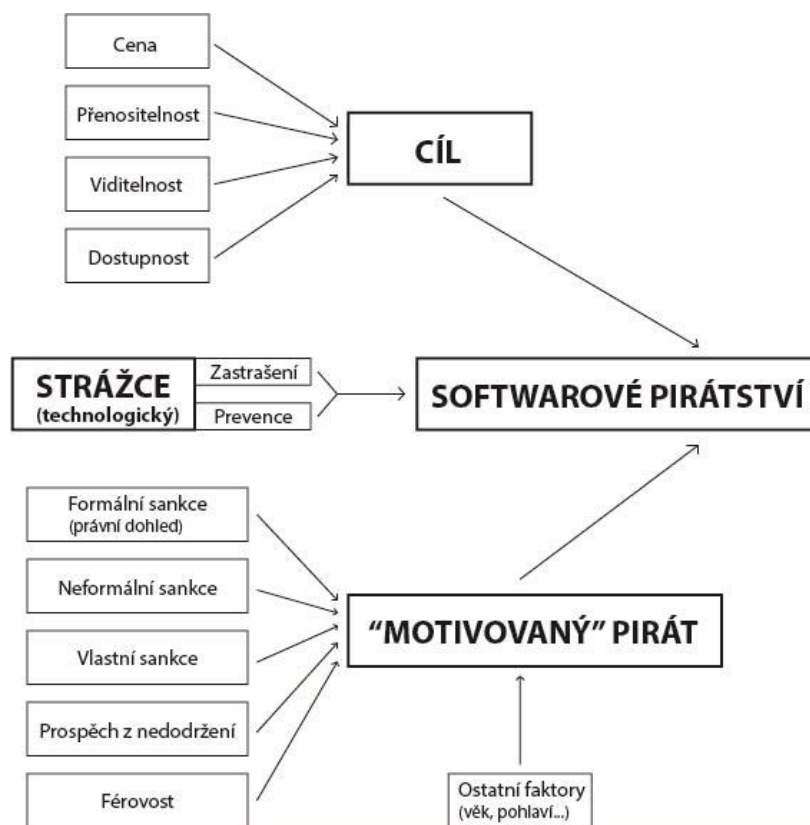 Cena
Přenositelnost
Viditelnost
Dostupnost
CÍL
STRÁŽCE
(technologický)
Zastrašení
Prevence
SOFTWAROVÉ PIRÁTSTVÍ
Formální sankce
(právní dohled)
Neformální sankce
Vlastní sankce
Prospěch z nedodržení
Férovost
“MOTIVOVANÝ” PIRÁT
Ostatní faktory
(věk, pohlaví...)